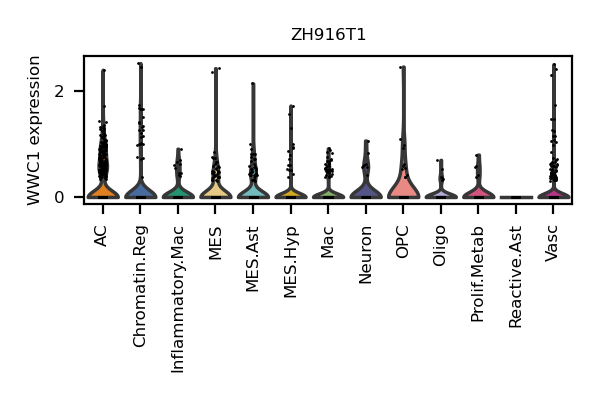 ZH916T1
WWC1 expression
2
0
AC
Chromatin.Reg
Inflammatory.Mac
MES
MES.Ast
MES.Hyp
Mac
Neuron
OPC
Oligo
Prolif.Metab
Reactive.Ast
Vasc